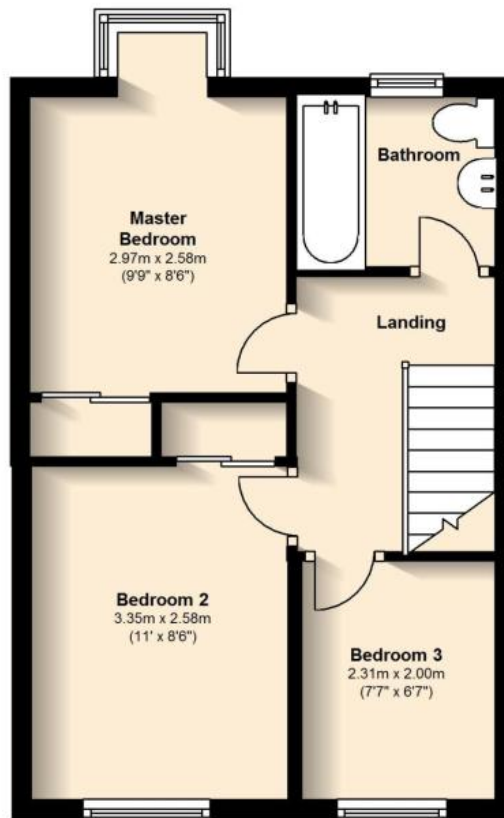 Master
Bedroom
2.97m x 2.58m
(9'9" x 8'6")
Bathroom
Landing
Bedroom 2
3.35m x 2.58m
(11' x 8'6")
Bedroom 3
2.31m x 2.00m
(7'7" x 6'7")